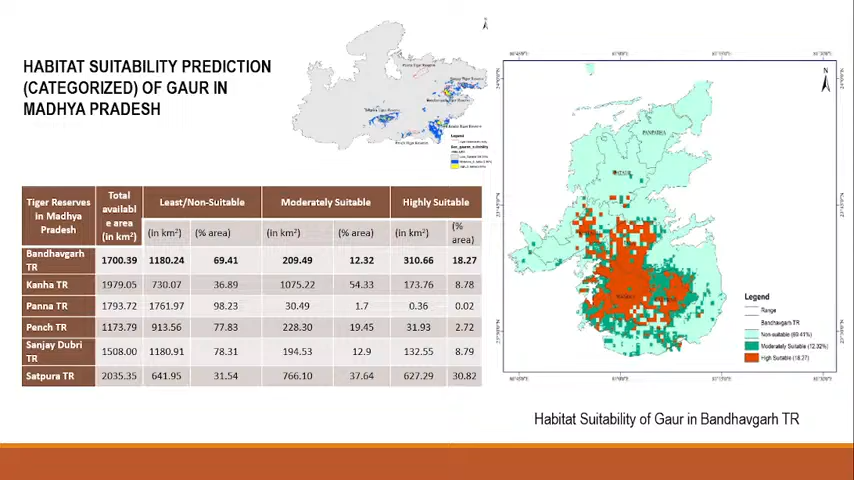 HABITAT SUITABILITY PREDICTION
(CATEGORIZED) OF GAUR IN
MADHYA PRADESH
Tiger Reserves in Madhya Pradesh | Total availabl e area (in km²) | Least/Non-Suitable | Moderately Suitable | Highly Suitable
(in km²) | (% area) | (in km²) | (% area) | (in km²) | (% area)
Bandhavgarh TR | 1700.39 | 1180.24 | 69.41 | 209.49 | 12.32 | 310.66 | 18.27
Kanha TR | 1979.05 | 730.07 | 36.89 | 1075.22 | 54.33 | 173.76 | 8.78
Panna TR | 1793.72 | 1761.97 | 98.23 | 30.49 | 1.7 | 0.36 | 0.02
Pench TR | 1173.79 | 913.56 | 77.83 | 228.30 | 19.45 | 31.93 | 2.72
Sanjay Dubri TR | 1508.00 | 1180.91 | 78.31 | 194.53 | 12.9 | 132.55 | 8.79
Satpura TR | 2035.35 | 641.95 | 31.54 | 766.10 | 37.64 | 627.29 | 30.82
Pench Tiger Reserve
Legend
N
Legend
Range
Bandhavgarh TR
Non-suitable (69.41%)
Moderately Suitable (12.32%)
High Suitable (18.27)
Habitat Suitability of Gaur in Bandhavgarh TR